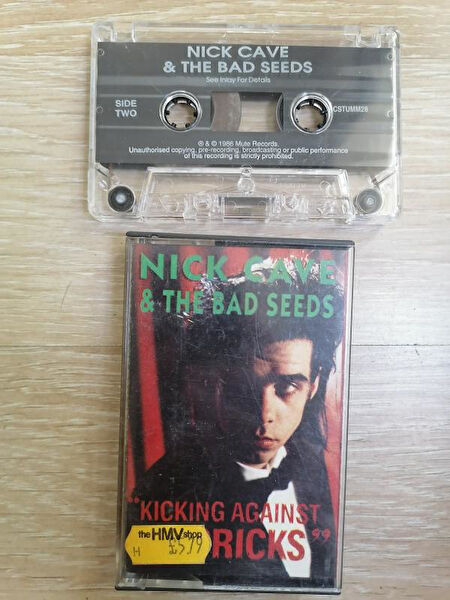 NICK CAVE
& THE BAD SEEDS
See Inlay For Details
SIDE
TWO
CSTUMM28
℗ & © 1986 Mute Records.
Unauthorised copying, pre-recording, broadcasting or public performance
of this recording is strictly prohibited.
NICK CAVE
& THE BAD SEEDS
"KICKING AGAINST
RICKS"
the HMV shop
H £5.79